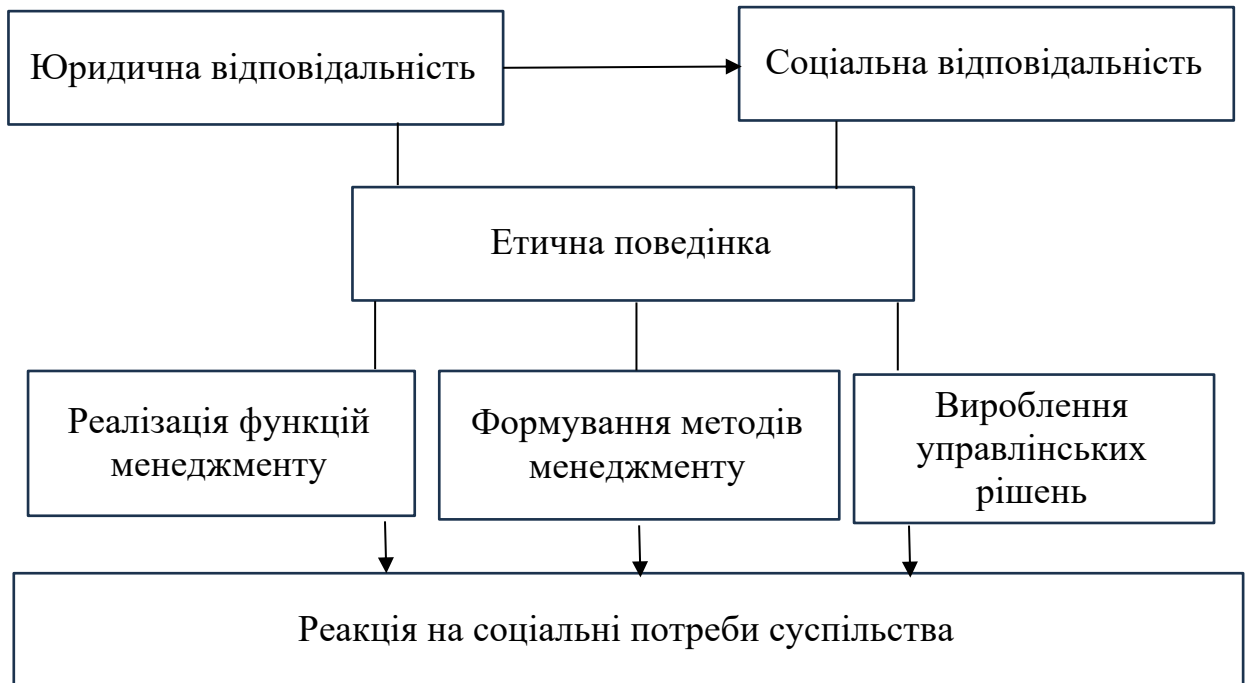 Юридична відповідальність
Соціальна відповідальність
Етична поведінка
Реалізація функцій
менеджменту
Формування методів
менеджменту
Вироблення
управлінських
рішень
Реакція на соціальні потреби суспільства